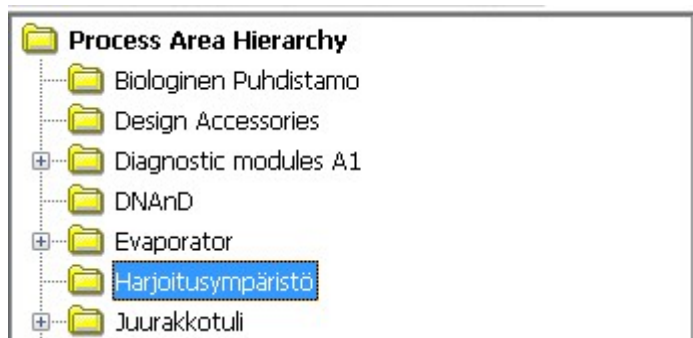 Process Area Hierarchy
Biologinen Puhdistamo
Design Accessories
Diagnostic modules A1
DNAnD
Evaporator
Harjoitusympäristö
Juurakkotuli